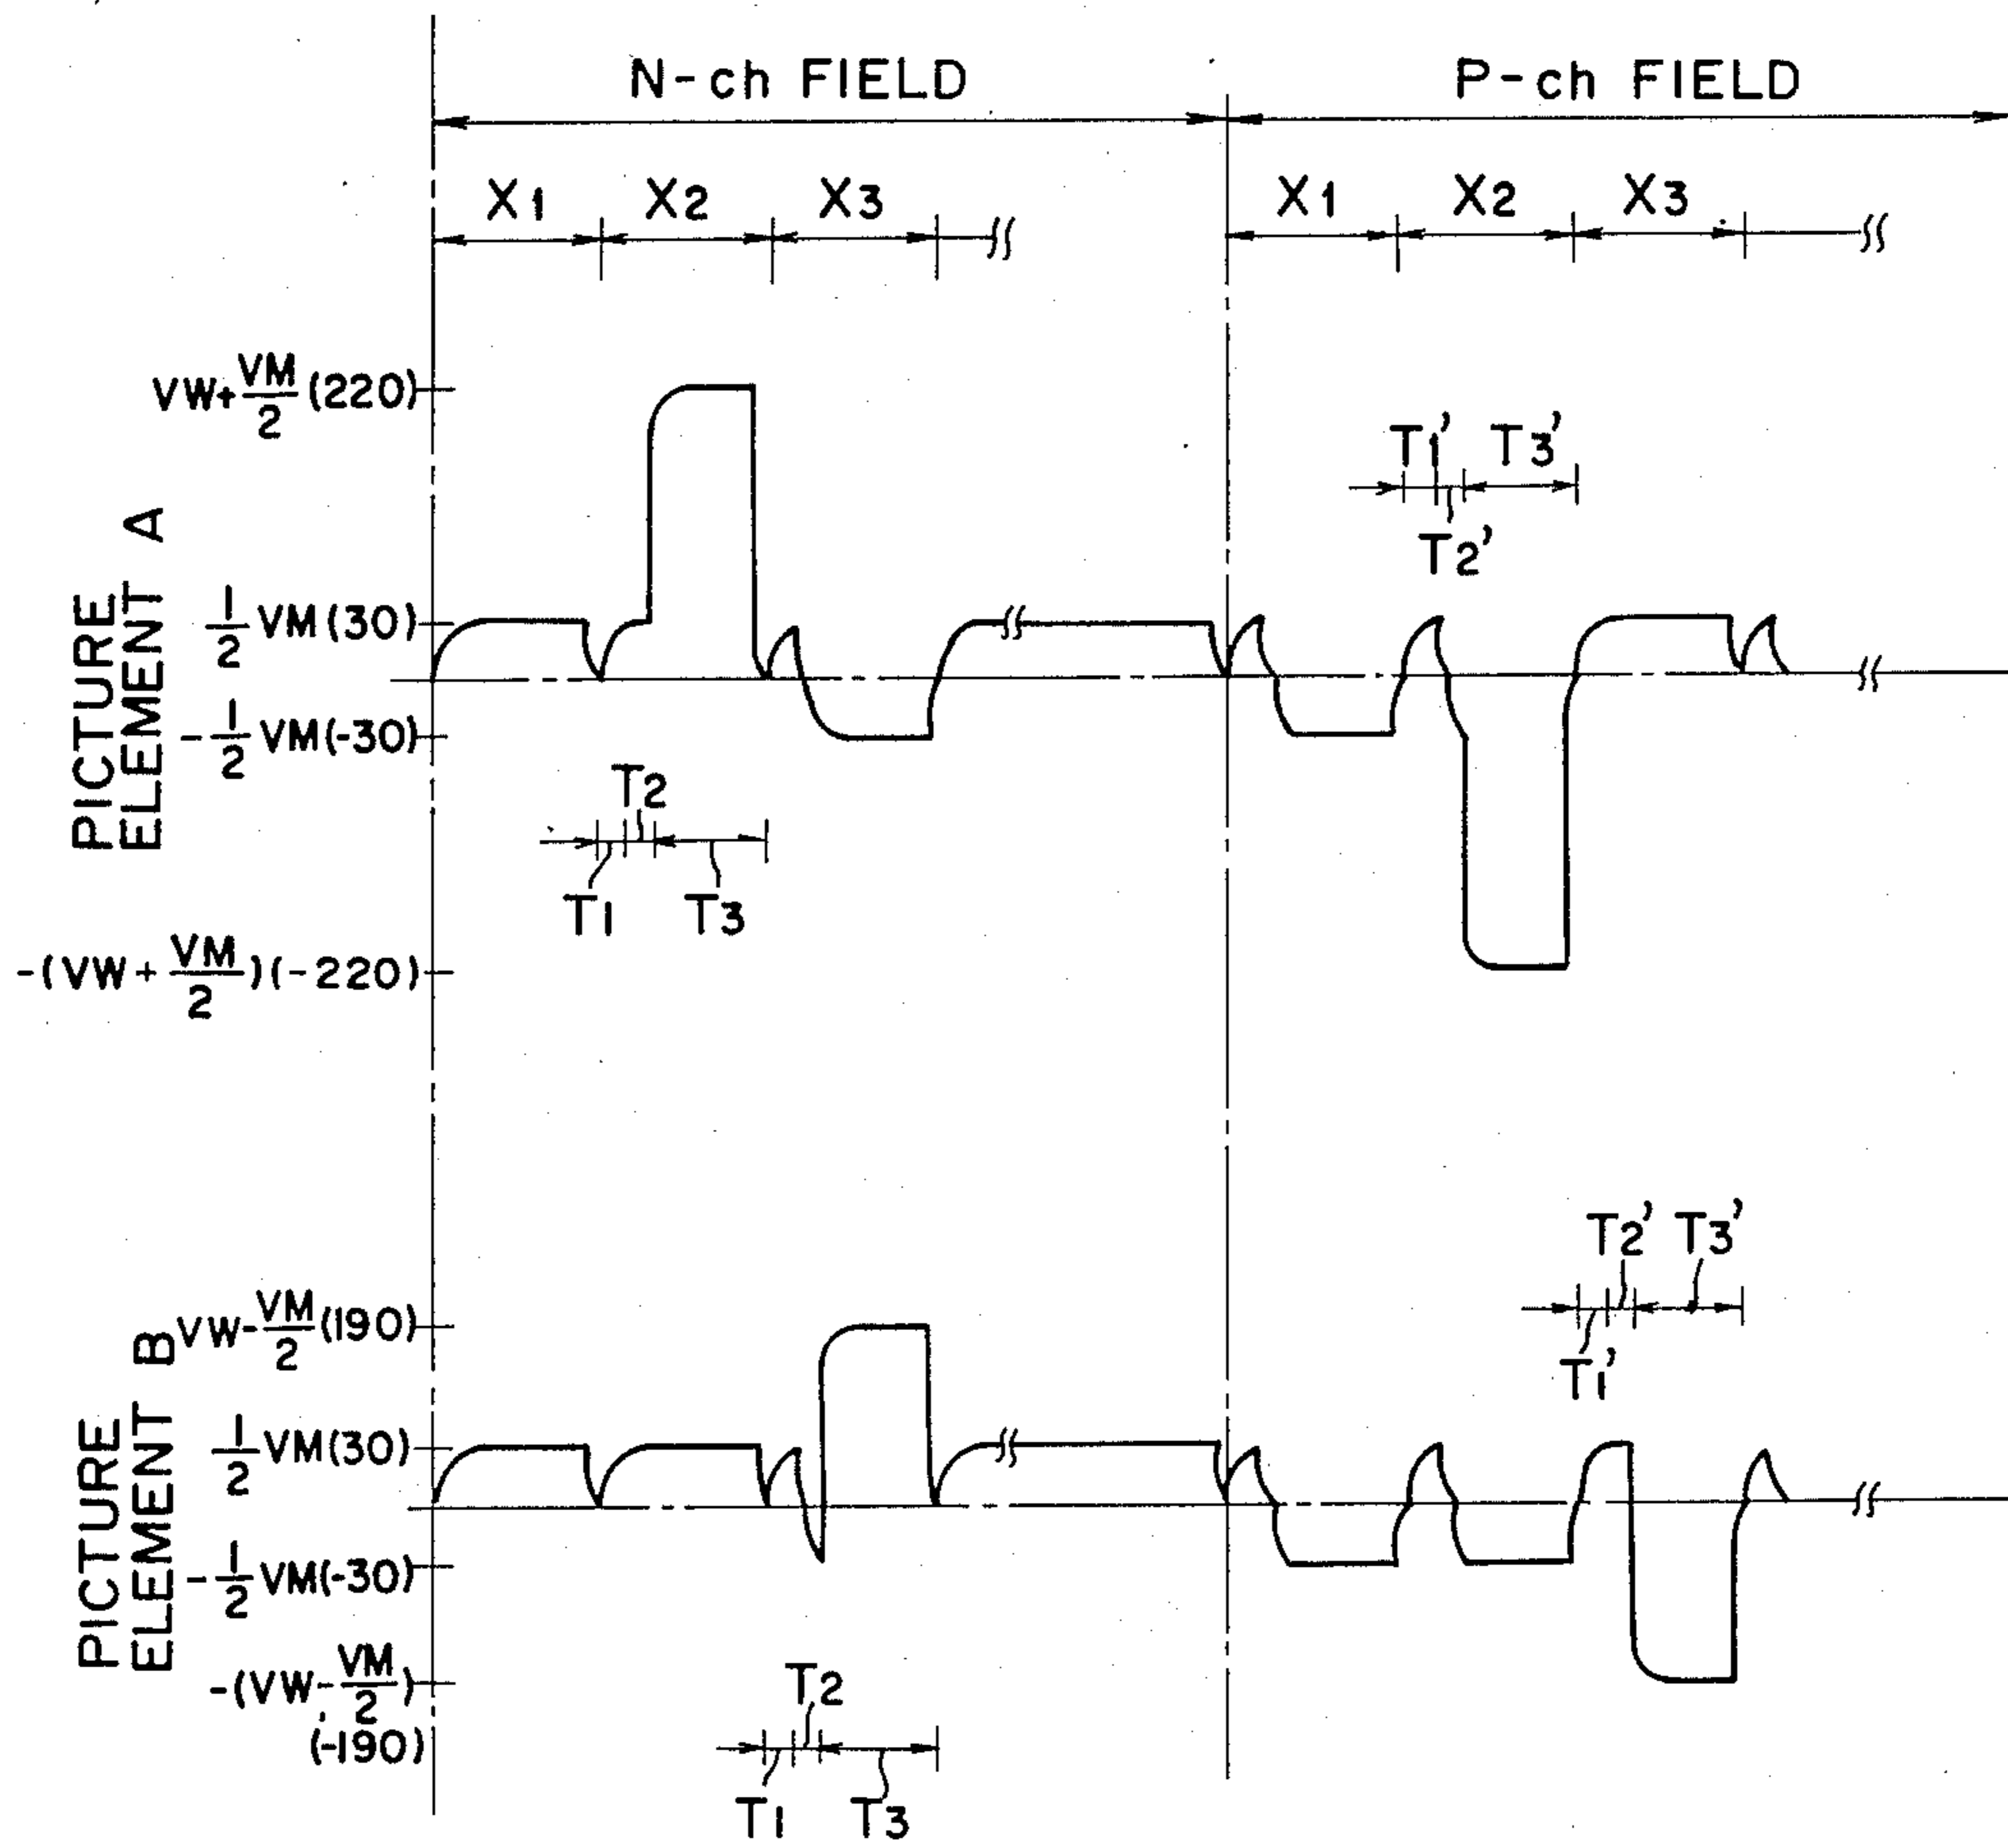 N-ch FIELD
P-ch FIELD
X1
X2
X3
X1
X2
X3
PICTURE
ELEMENT A
VW+VM/2(220)
1/2 VM(30)
-1/2 VM(-30)
-(VW+VM/2)(-220)
T1
T2
T3
T1'
T2'
T3'
PICTURE
ELEMENT B
VW-VM/2(190)
1/2 VM(30)
-1/2 VM(-30)
-(VW-VM/2)
(-190)
T1
T2
T3
T1'
T2'
T3'